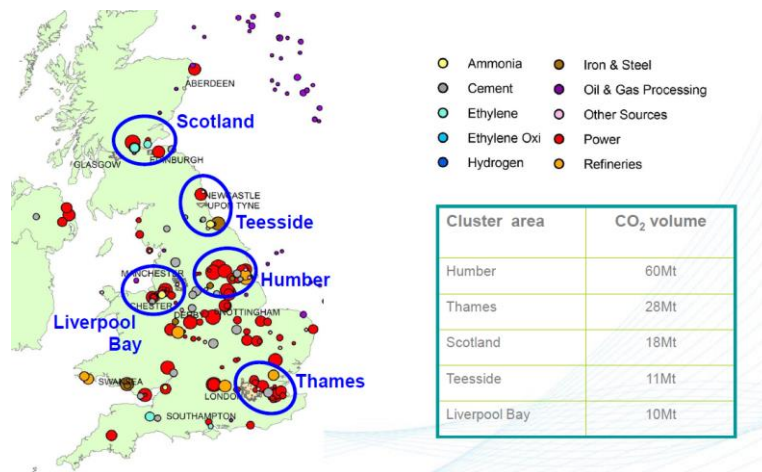 ABERDEEN
Scotland
GLASGOW
EDINBURGH
NEWCASTLE
UPON TYNE
Teesside
MANCHESTER
Humber
CHESTER
Liverpool
Bay
DERBY
NOTTINGHAM
SWANSEA
LONDON
Thames
SOUTHAMPTON
Ammonia
Cement
Ethylene
Ethylene Oxi
Hydrogen
Iron & Steel
Oil & Gas Processing
Other Sources
Power
Refineries
Cluster area CO₂ volume
Humber 60Mt
Thames 28Mt
Scotland 18Mt
Teesside 11Mt
Liverpool Bay 10Mt